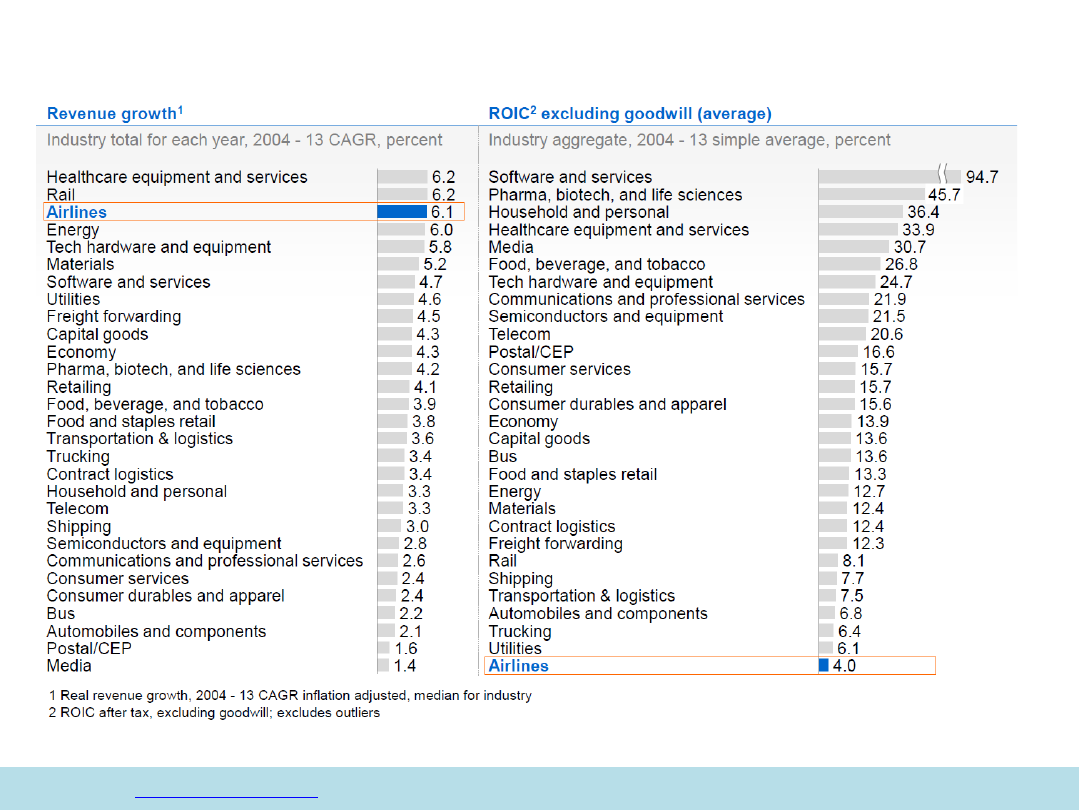 Revenue growth1
Industry total for each year, 2004 - 13 CAGR, percent
Healthcare equipment and services 6.2
Rail 6.2
Airlines 6.1
Energy 6.0
Tech hardware and equipment 5.8
Materials 5.2
Software and services 4.7
Utilities 4.6
Freight forwarding 4.5
Capital goods 4.3
Economy 4.3
Pharma, biotech, and life sciences 4.2
Retailing 4.1
Food, beverage, and tobacco 3.9
Food and staples retail 3.8
Transportation & logistics 3.6
Trucking 3.4
Contract logistics 3.4
Household and personal 3.3
Telecom 3.3
Shipping 3.0
Semiconductors and equipment 2.8
Communications and professional services 2.6
Consumer services 2.4
Consumer durables and apparel 2.4
Bus 2.2
Automobiles and components 2.1
Postal/CEP 1.6
Media 1.4
ROIC2 excluding goodwill (average)
Industry aggregate, 2004 - 13 simple average, percent
Software and services 94.7
Pharma, biotech, and life sciences 45.7
Household and personal 36.4
Healthcare equipment and services 33.9
Media 30.7
Food, beverage, and tobacco 26.8
Tech hardware and equipment 24.7
Communications and professional services 21.9
Semiconductors and equipment 21.5
Telecom 20.6
Postal/CEP 16.6
Consumer services 15.7
Retailing 15.7
Consumer durables and apparel 15.6
Economy 13.9
Capital goods 13.6
Bus 13.6
Food and staples retail 13.3
Energy 12.7
Materials 12.4
Contract logistics 12.4
Freight forwarding 12.3
Rail 8.1
Shipping 7.7
Transportation & logistics 7.5
Automobiles and components 6.8
Trucking 6.4
Utilities 6.1
Airlines 4.0
1 Real revenue growth, 2004 - 13 CAGR inflation adjusted, median for industry
2 ROIC after tax, excluding goodwill; excludes outliers